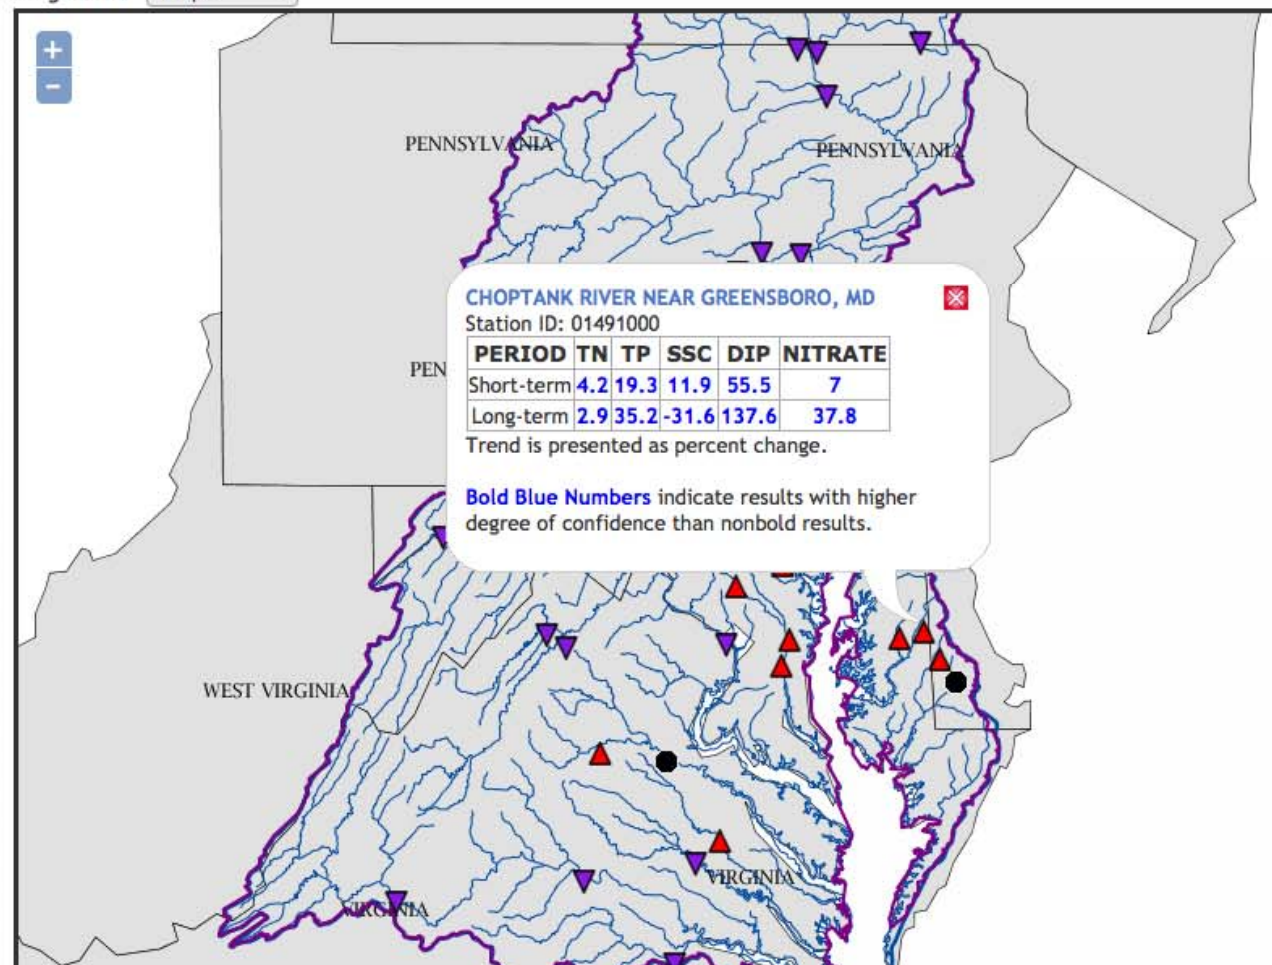 +
-
PENNSYLVANIA
PENNSYLVANIA
CHOPTANK RIVER NEAR GREENSBORO, MD
Station ID: 01491000
PERIOD TN TP SSC DIP NITRATE
Short-term 4.2 19.3 11.9 55.5 7
PEN
Long-term 2.9 35.2 -31.6 137.6 37.8
Trend is presented as percent change.
Bold Blue Numbers indicate results with higher
degree of confidence than nonbold results.
WEST VIRGINIA
VIRGINIA
VIRGINIA